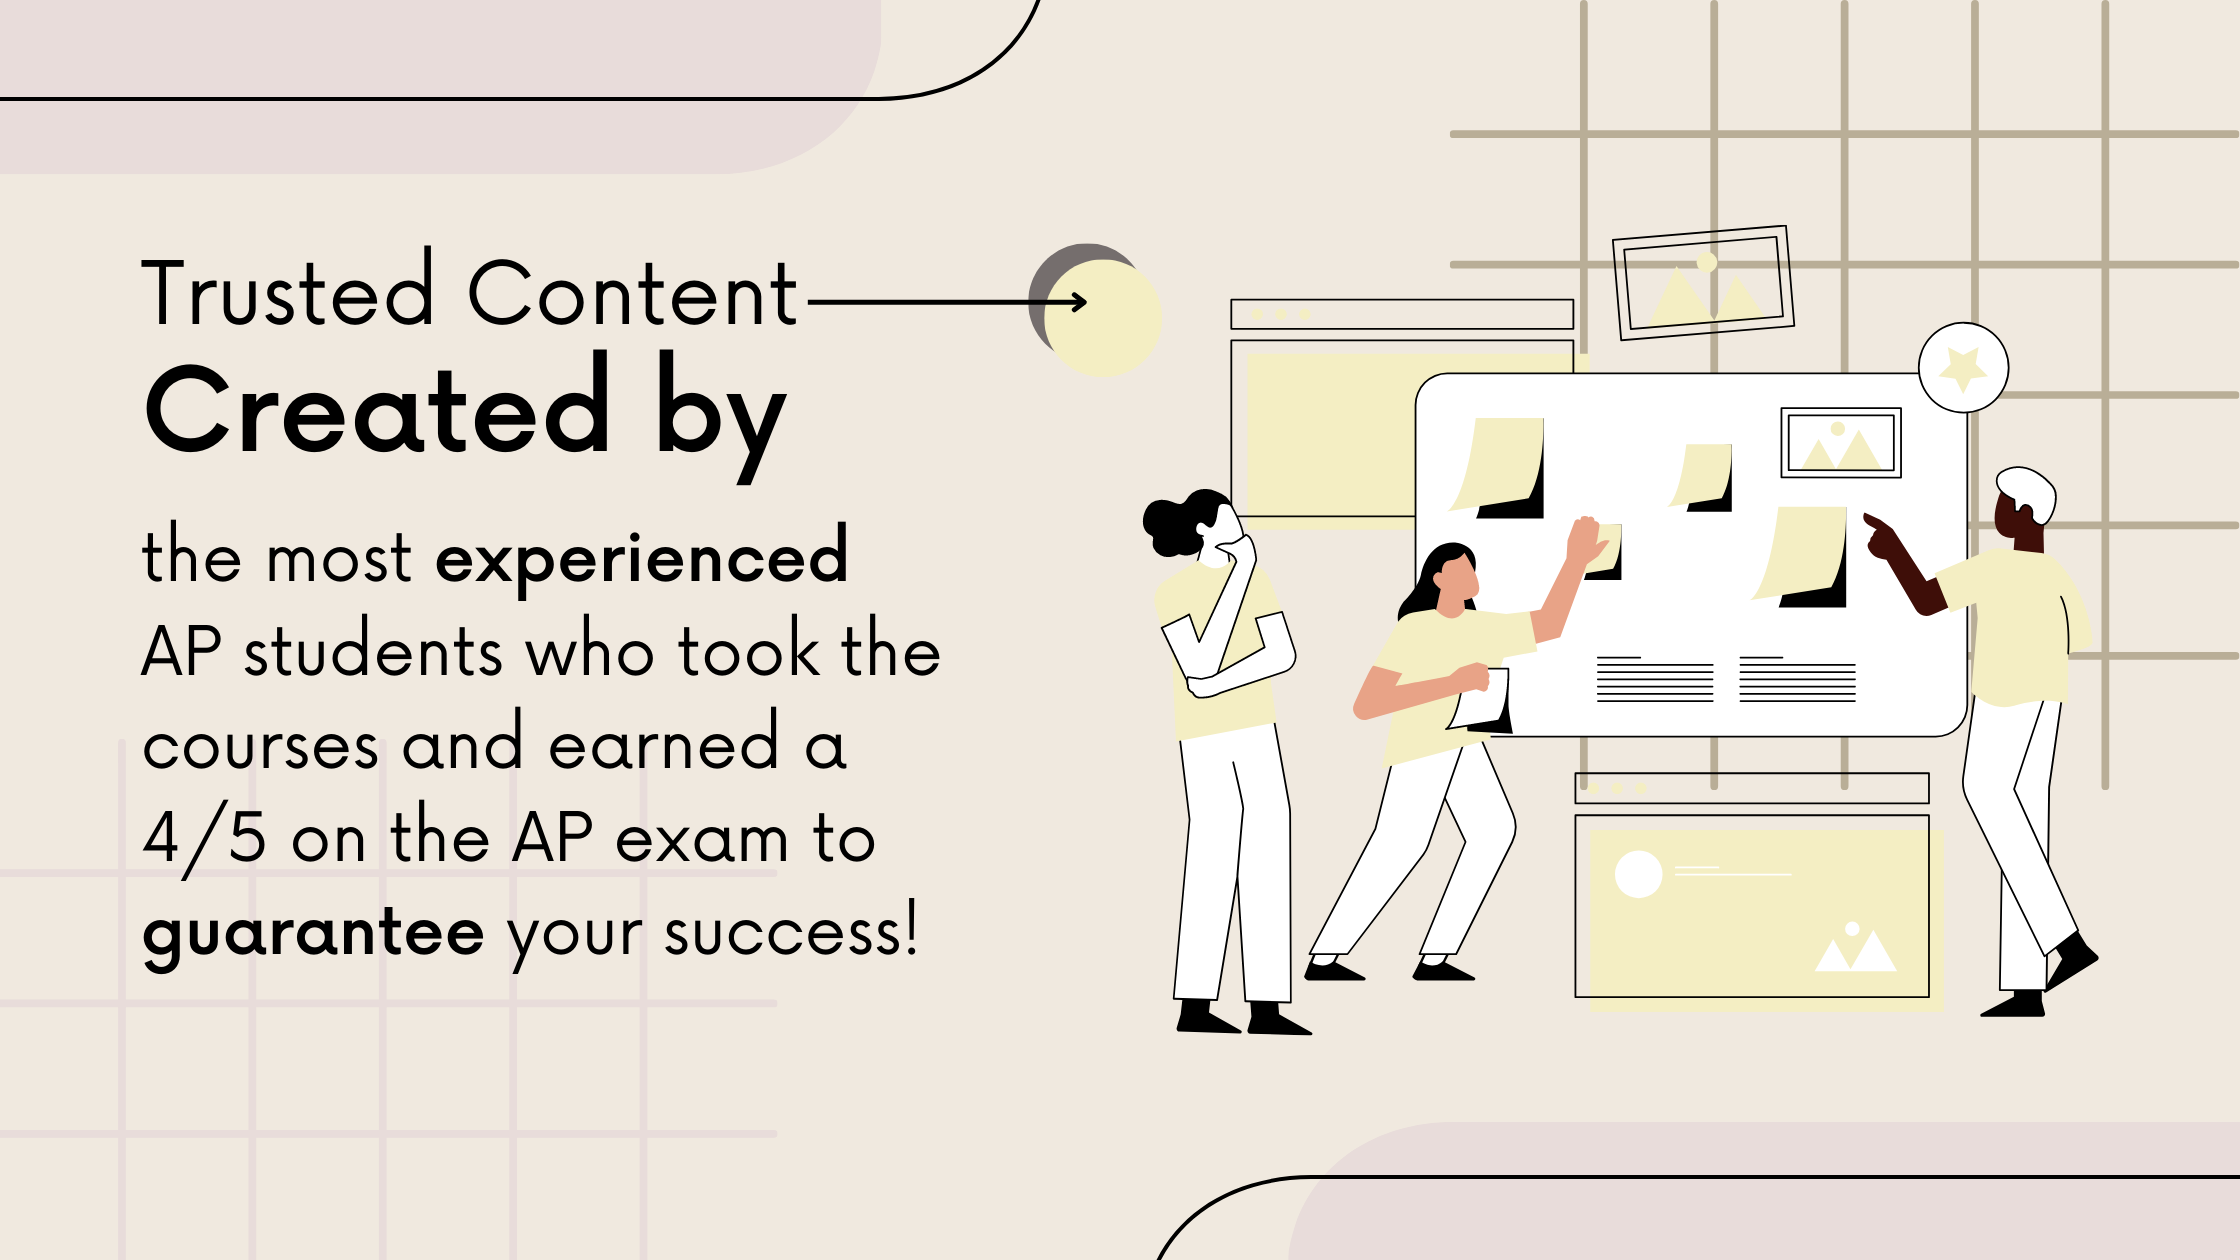 Trusted Content
Created by
the most experienced
AP students who took the
courses and earned a
4/5 on the AP exam to
guarantee your success!